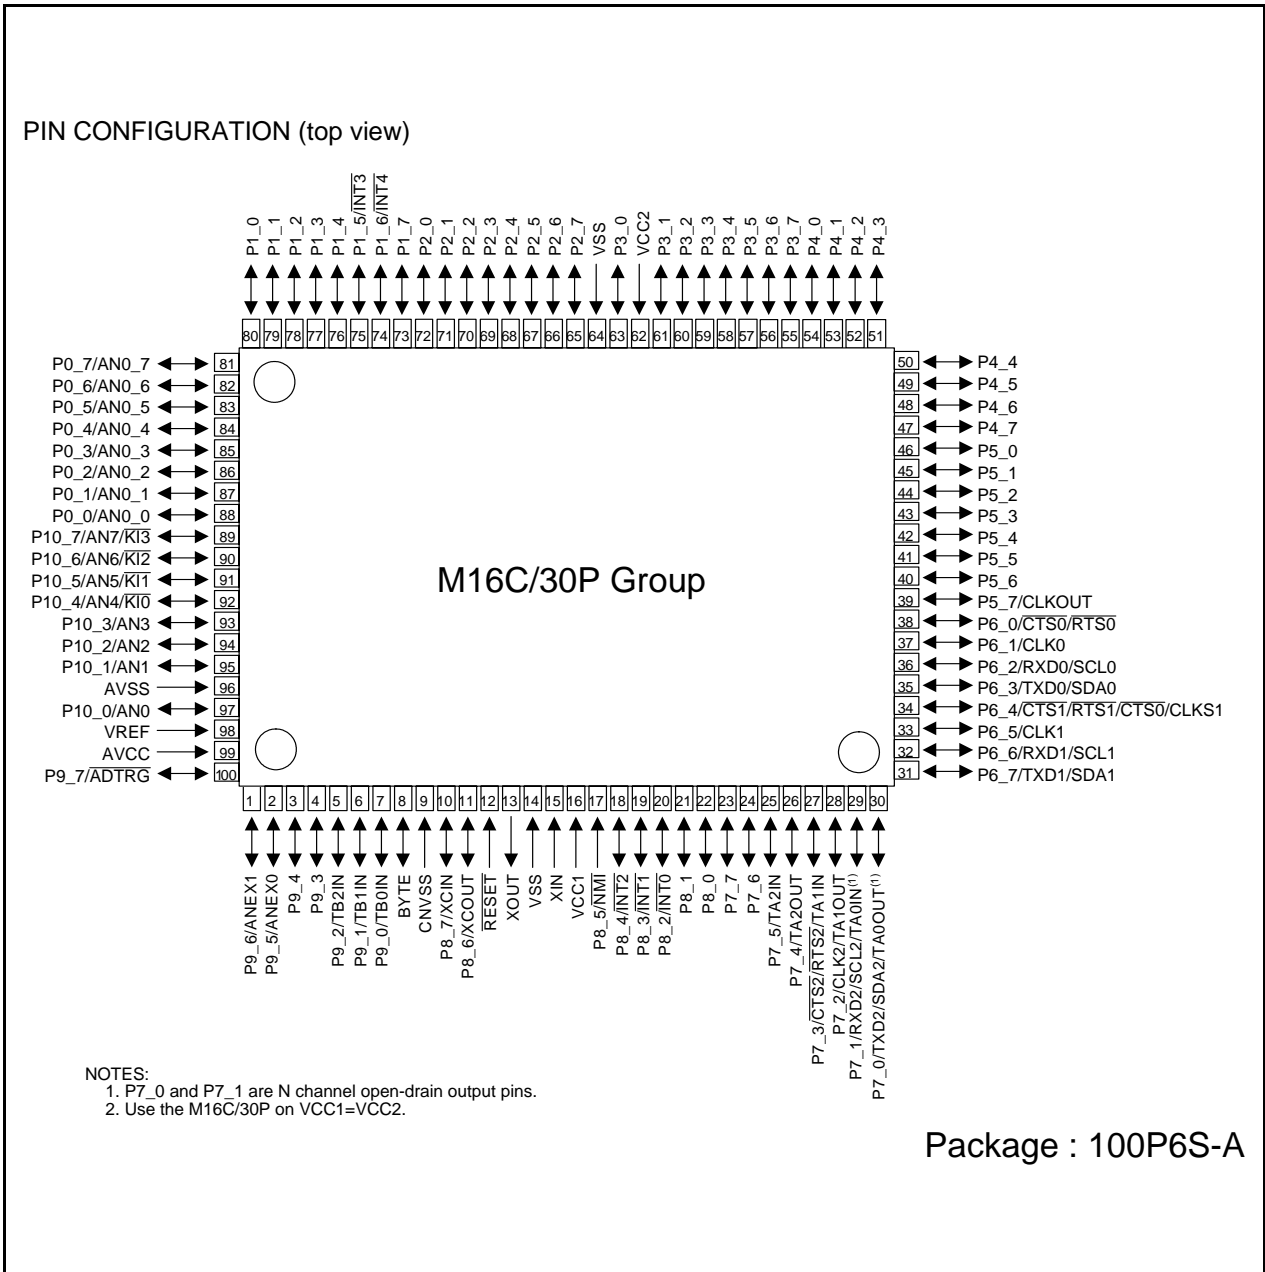 PIN CONFIGURATION (top view)
P1_0
P1_1
P1_2
P1_3
P1_4
P1_5/INT3
P1_6/INT4
P1_7
P2_0
P2_1
P2_2
P2_3
P2_4
P2_5
P2_6
P2_7
VSS
P3_0
VCC2
P3_1
P3_2
P3_3
P3_4
P3_5
P3_6
P3_7
P4_0
P4_1
P4_2
P4_3
80 79 78 77 76 75 74 73 72 71 70 69 68 67 66 65 64 63 62 61 60 59 58 57 56 55 54 53 52 51
P0_7/AN0_7 81
P0_6/AN0_6 82
P0_5/AN0_5 83
P0_4/AN0_4 84
P0_3/AN0_3 85
P0_2/AN0_2 86
P0_1/AN0_1 87
P0_0/AN0_0 88
P10_7/AN7/KI3 89
P10_6/AN6/KI2 90
P10_5/AN5/KI1 91
P10_4/AN4/KI0 92
P10_3/AN3 93
P10_2/AN2 94
P10_1/AN1 95
AVSS 96
P10_0/AN0 97
VREF 98
AVCC 99
P9_7/ADTRG 100
M16C/30P Group
50 P4_4
49 P4_5
48 P4_6
47 P4_7
46 P5_0
45 P5_1
44 P5_2
43 P5_3
42 P5_4
41 P5_5
40 P5_6
39 P5_7/CLKOUT
38 P6_0/CTS0/RTS0
37 P6_1/CLK0
36 P6_2/RXD0/SCL0
35 P6_3/TXD0/SDA0
34 P6_4/CTS1/RTS1/CTS0/CLKS1
33 P6_5/CLK1
32 P6_6/RXD1/SCL1
31 P6_7/TXD1/SDA1
1 2 3 4 5 6 7 8 9 10 11 12 13 14 15 16 17 18 19 20 21 22 23 24 25 26 27 28 29 30
P9_6/ANEX1
P9_5/ANEX0
P9_4
P9_3
P9_2/TB2IN
P9_1/TB1IN
P9_0/TB0IN
BYTE
CNVSS
P8_7/XCIN
P8_6/XCOUT
RESET
XOUT
VSS
XIN
VCC1
P8_5/NMI
P8_4/INT2
P8_3/INT1
P8_2/INT0
P8_1
P8_0
P7_7
P7_6
P7_5/TA2IN
P7_4/TA2OUT
P7_3/CTS2/RTS2/TA1IN
P7_2/CLK2/TA1OUT
P7_1/RXD2/SCL2/TA0IN(1)
P7_0/TXD2/SDA2/TA0OUT(1)
NOTES:
1. P7_0 and P7_1 are N channel open-drain output pins.
2. Use the M16C/30P on VCC1=VCC2.
Package : 100P6S-A